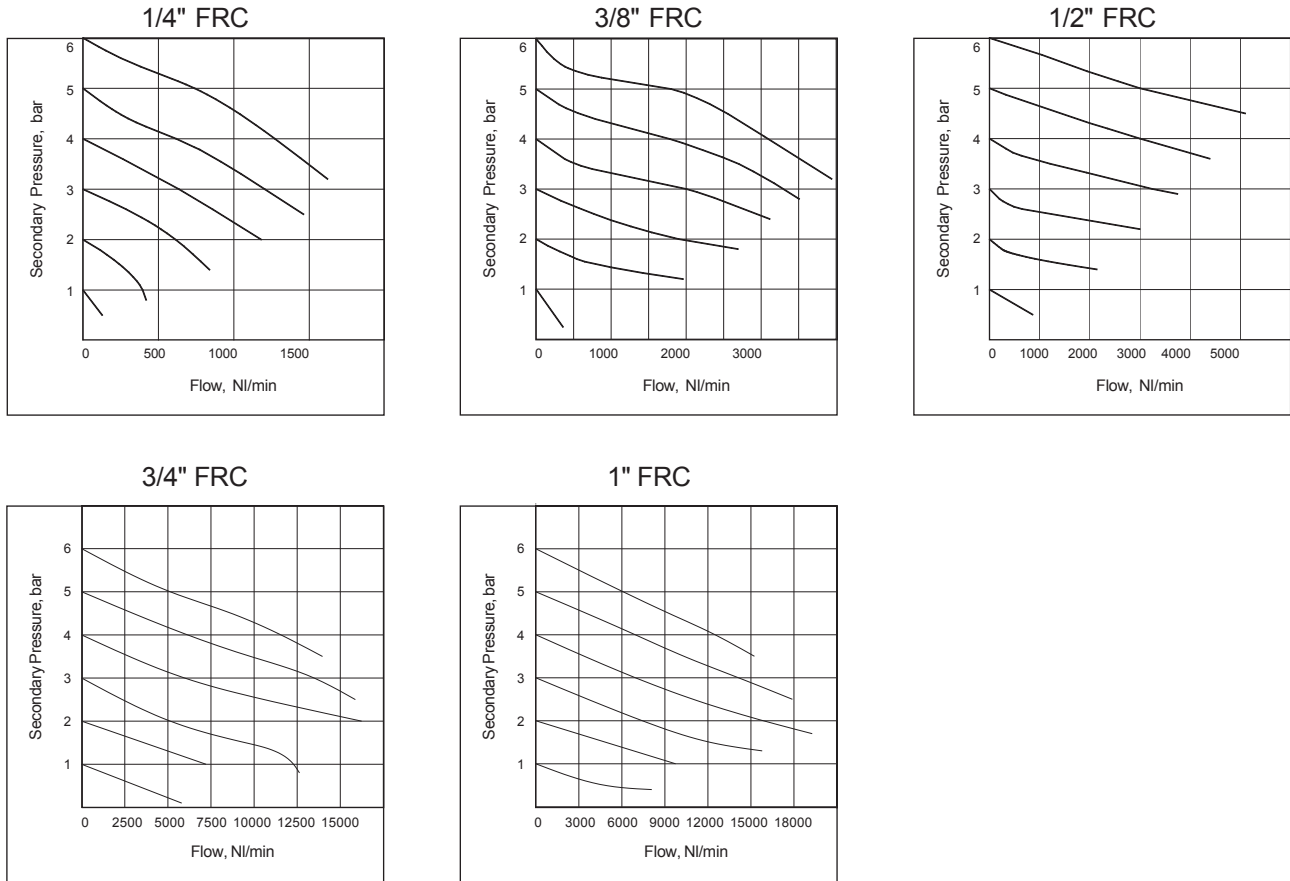 1/4" FRC
6
5
4
3
2
1
Secondary Pressure, bar
0 500 1000 1500
Flow, Nl/min
3/8" FRC
6
5
4
3
2
1
Secondary Pressure, bar
0 1000 2000 3000
Flow, Nl/min
1/2" FRC
6
5
4
3
2
1
Secondary Pressure, bar
0 1000 2000 3000 4000 5000
Flow, Nl/min
3/4" FRC
6
5
4
3
2
1
Secondary Pressure, bar
0 2500 5000 7500 10000 12500 15000
Flow, Nl/min
1" FRC
6
5
4
3
2
1
Secondary Pressure, bar
0 3000 6000 9000 12000 15000 18000
Flow, Nl/min